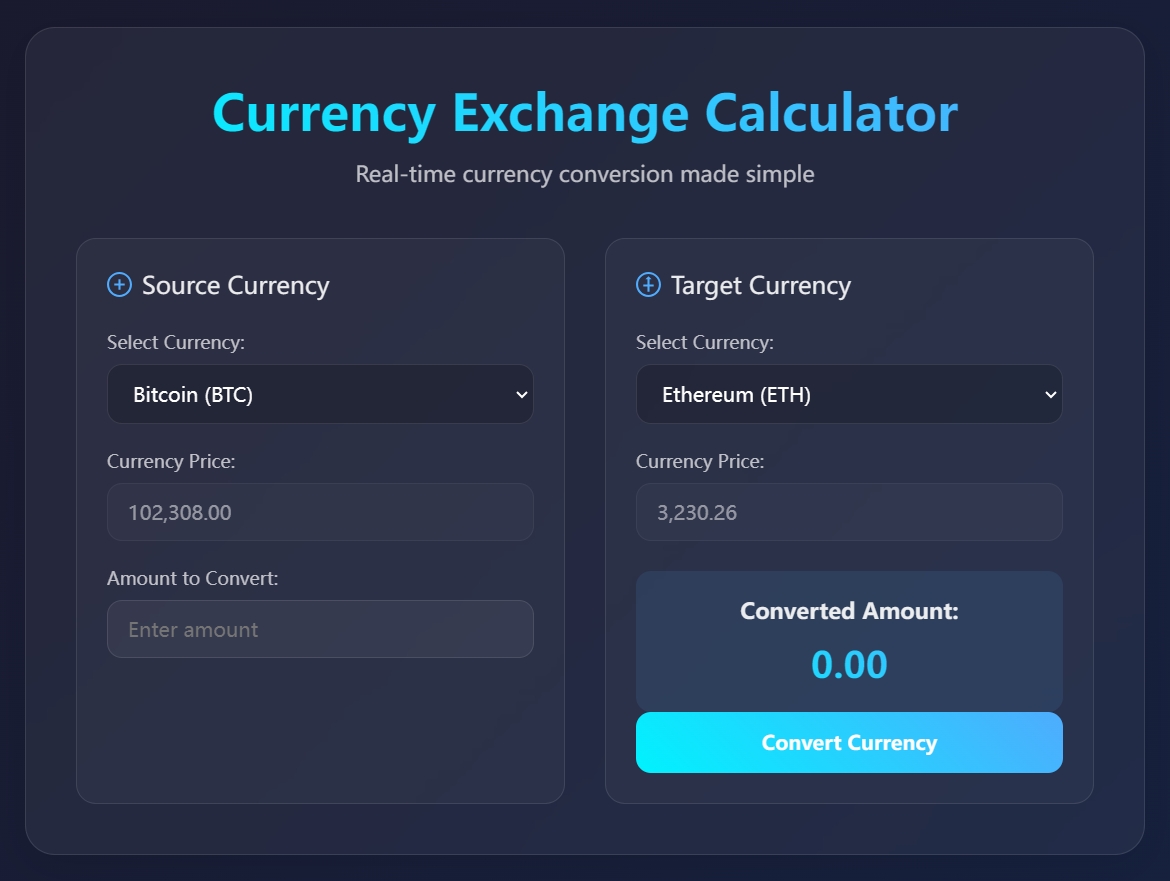 Currency Exchange Calculator
Real-time currency conversion made simple
Source Currency
Select Currency:
Bitcoin (BTC)
Currency Price:
102,308.00
Amount to Convert:
Enter amount
Target Currency
Select Currency:
Ethereum (ETH)
Currency Price:
3,230.26
Converted Amount:
0.00
Convert Currency